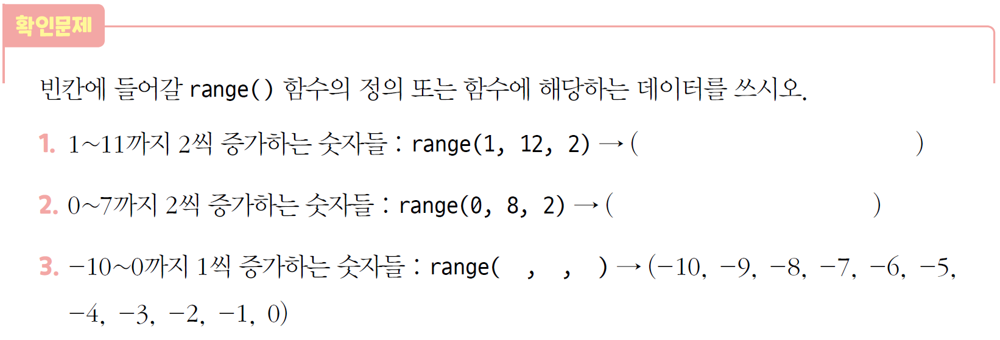 확인문제
빈칸에 들어갈 range() 함수의 정의 또는 함수에 해당하는 데이터를 쓰시오.
1. 1~11까지 2씩 증가하는 숫자들 : range(1, 12, 2) → ( )
2. 0~7까지 2씩 증가하는 숫자들 : range(0, 8, 2) → ( )
3. −10~0까지 1씩 증가하는 숫자들 : range( , , ) → (−10, −9, −8, −7, −6, −5,
−4, −3, −2, −1, 0)